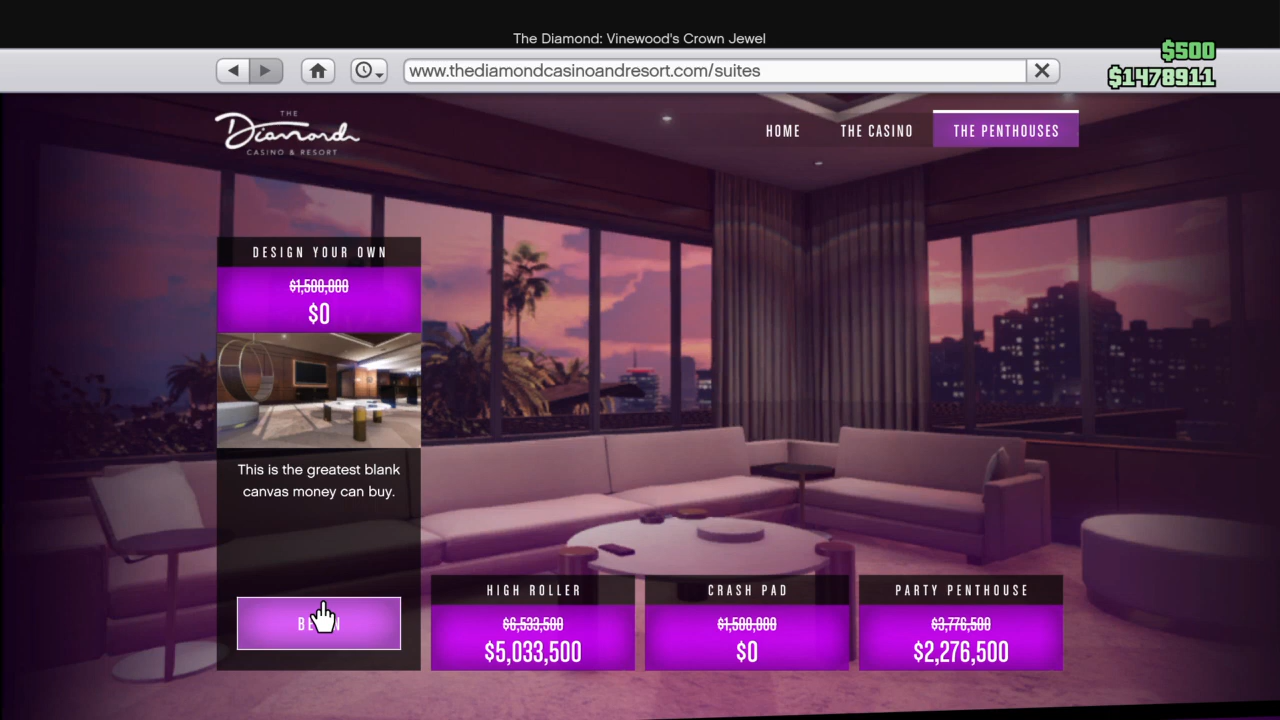 The Diamond: Vinewood's Crown Jewel
$500
www.thediamondcasinoandresort.com/suites
$1478911
THE
Diamond
CASINO & RESORT
HOME
THE CASINO
THE PENTHOUSES
DESIGN YOUR OWN
$1,500,000
$0
This is the greatest blank
canvas money can buy.
HIGH ROLLER
$6,533,500
$5,033,500
CRASH PAD
$1,500,000
$0
PARTY PENTHOUSE
$3,776,500
$2,276,500